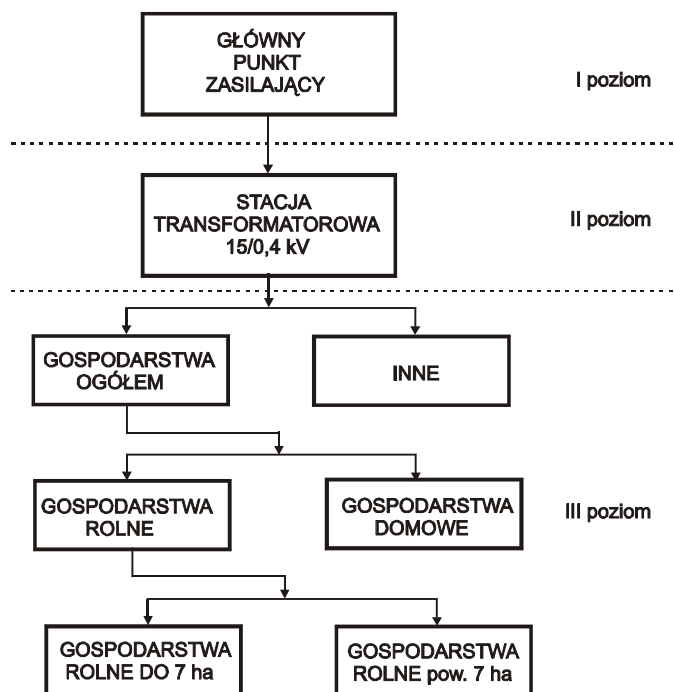 GŁÓWNY
PUNKT
ZASILAJĄCY
I poziom
STACJA
TRANSFORMATOROWA
15/0,4 kV
II poziom
GOSPODARSTWA
OGÓŁEM
INNE
GOSPODARSTWA
ROLNE
GOSPODARSTWA
DOMOWE
III poziom
GOSPODARSTWA
ROLNE DO 7 ha
GOSPODARSTWA
ROLNE pow. 7 ha